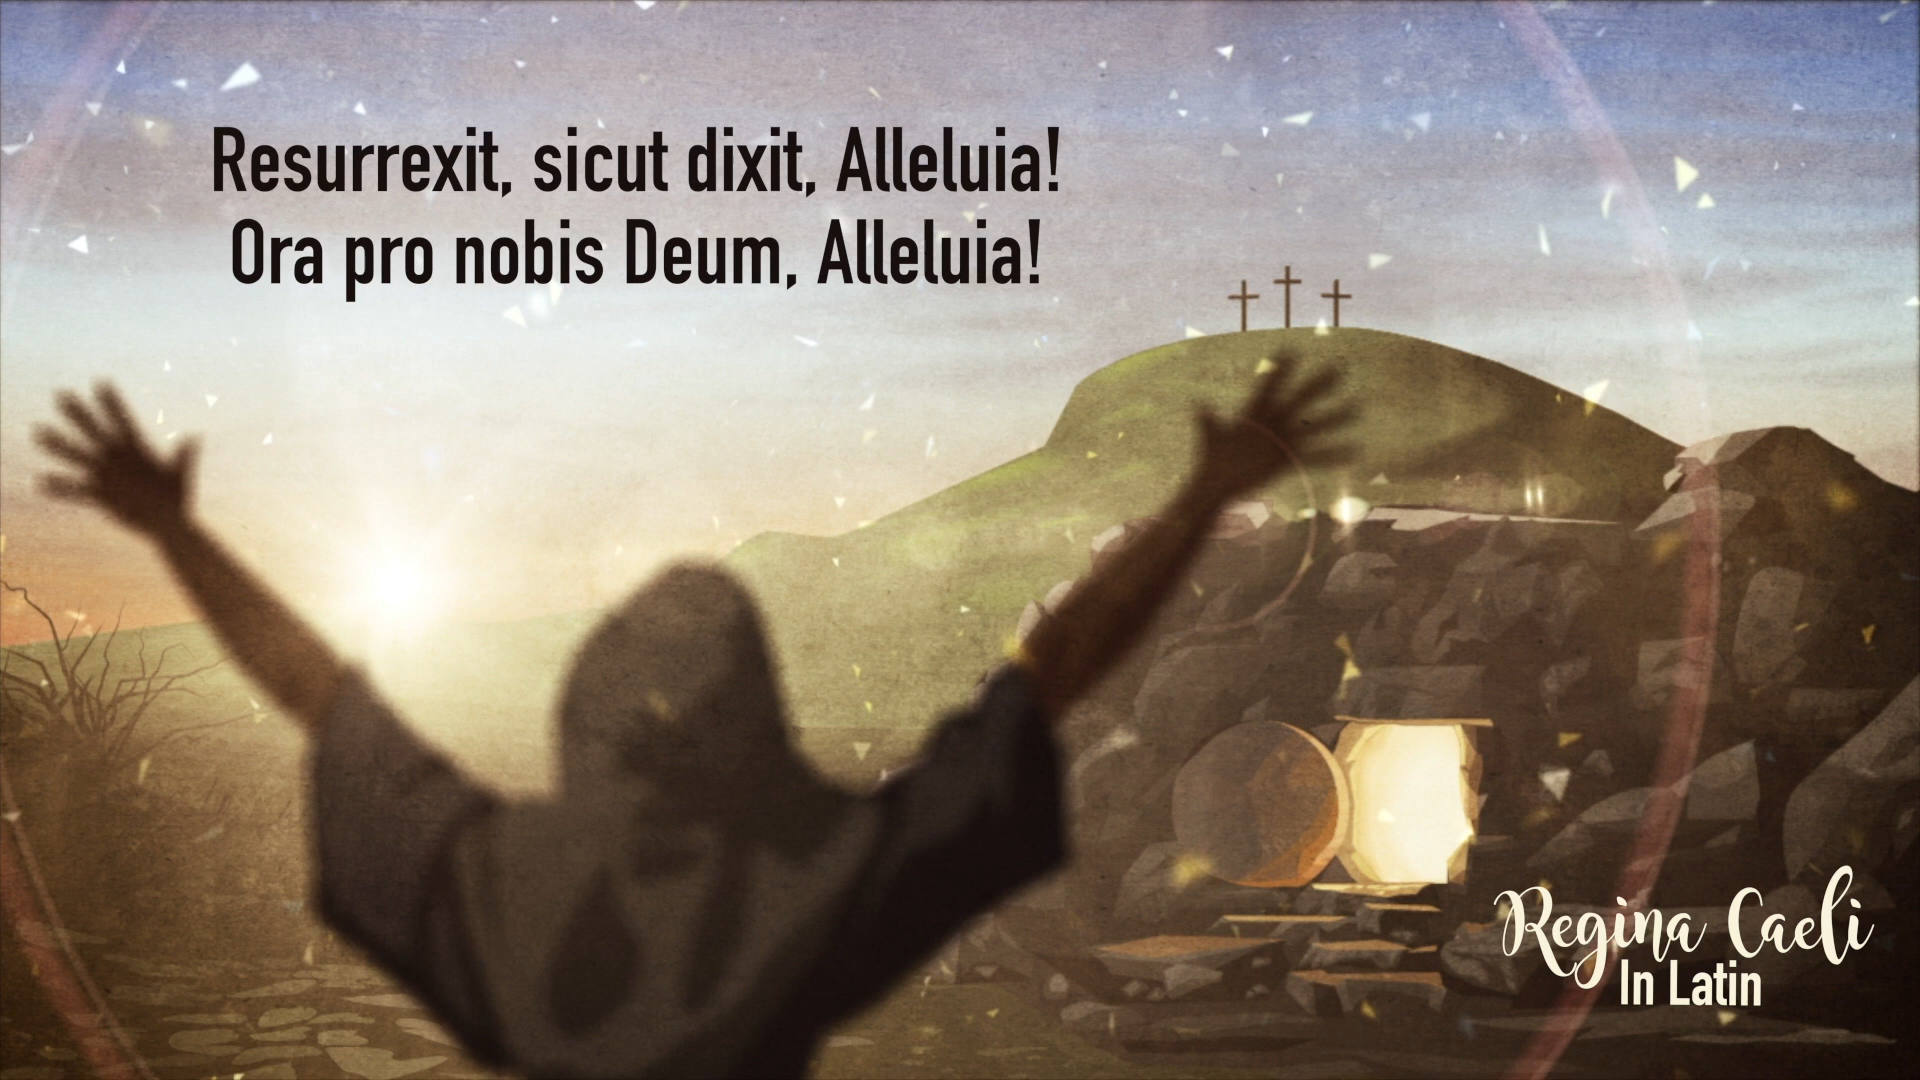 Resurrexit, sicut dixit, Alleluia!
Ora pro nobis Deum, Alleluia!
Regina Caeli
In Latin